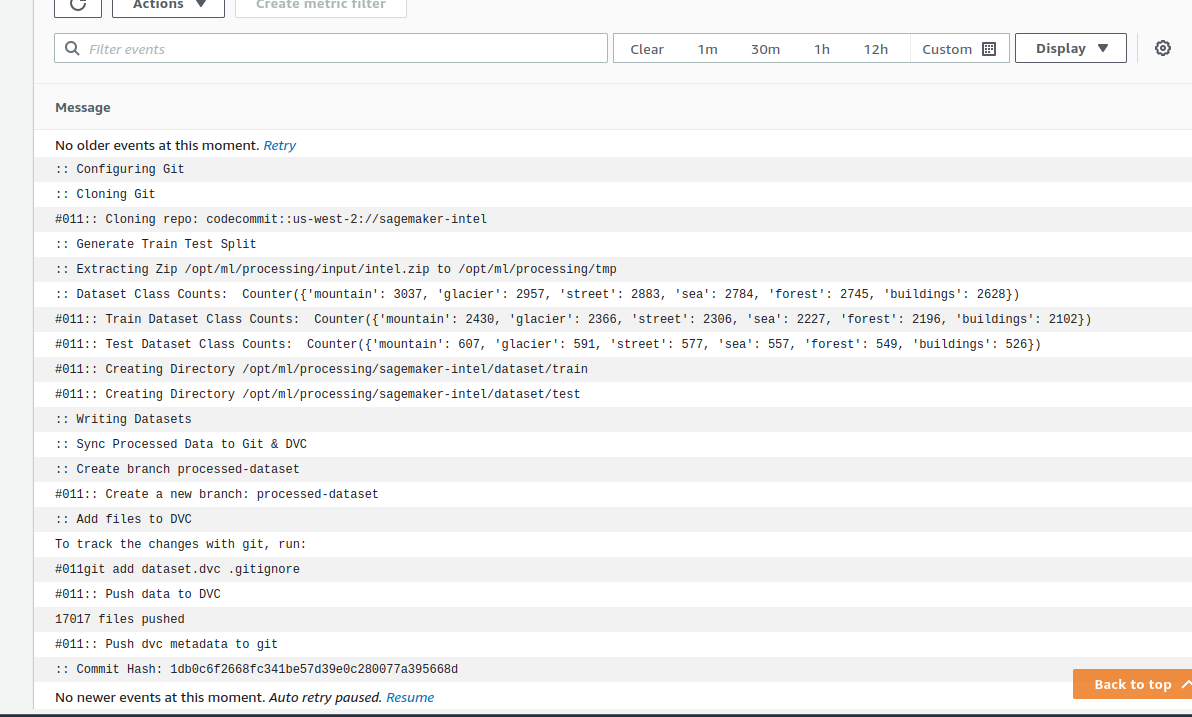 Actions
Create metric filter
Filter events
Clear 1m 30m 1h 12h Custom
Display
Message
No older events at this moment. Retry
:: Configuring Git
:: Cloning Git
#011:: Cloning repo: codecommit::us-west-2://sagemaker-intel
:: Generate Train Test Split
:: Extracting Zip /opt/ml/processing/input/intel.zip to /opt/ml/processing/tmp
:: Dataset Class Counts:  Counter({'mountain': 3037, 'glacier': 2957, 'street': 2883, 'sea': 2784, 'forest': 2745, 'buildings': 2628})
#011:: Train Dataset Class Counts:  Counter({'mountain': 2430, 'glacier': 2366, 'street': 2306, 'sea': 2227, 'forest': 2196, 'buildings': 2102})
#011:: Test Dataset Class Counts:  Counter({'mountain': 607, 'glacier': 591, 'street': 577, 'sea': 557, 'forest': 549, 'buildings': 526})
#011:: Creating Directory /opt/ml/processing/sagemaker-intel/dataset/train
#011:: Creating Directory /opt/ml/processing/sagemaker-intel/dataset/test
:: Writing Datasets
:: Sync Processed Data to Git & DVC
:: Create branch processed-dataset
#011:: Create a new branch: processed-dataset
:: Add files to DVC
To track the changes with git, run:
#011git add dataset.dvc .gitignore
#011:: Push data to DVC
17017 files pushed
#011:: Push dvc metadata to git
:: Commit Hash: 1db0c6f2668fc341be57d39e0c280077a395668d
Back to top
No newer events at this moment. Auto retry paused. Resume